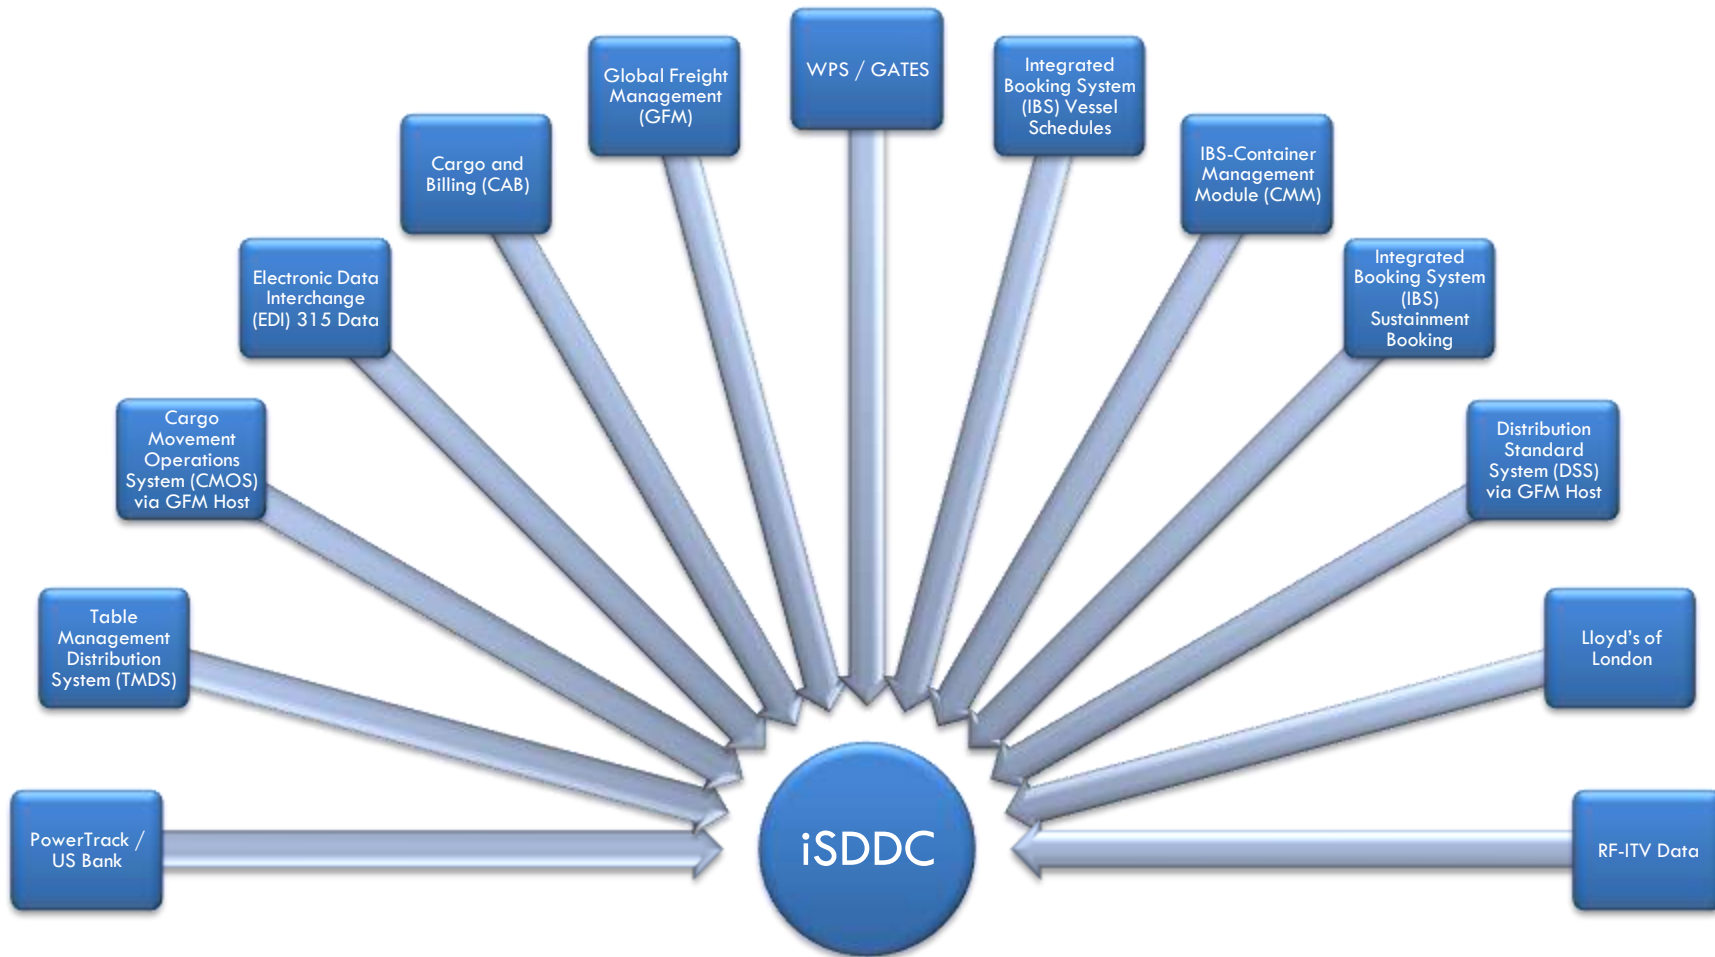 WPS / GATES
Global Freight
Management
(GFM)
Integrated
Booking System
(IBS) Vessel
Schedules
Cargo and
Billing (CAB)
IBS-Container
Management
Module (CMM)
Electronic Data
Interchange
(EDI) 315 Data
Integrated
Booking System
(IBS)
Sustainment
Booking
Cargo
Movement
Operations
System (CMOS)
via GFM Host
Distribution
Standard
System (DSS)
via GFM Host
Table
Management
Distribution
System (TMDS)
Lloyd's of
London
PowerTrack /
US Bank
iSDDC
RF-ITV Data